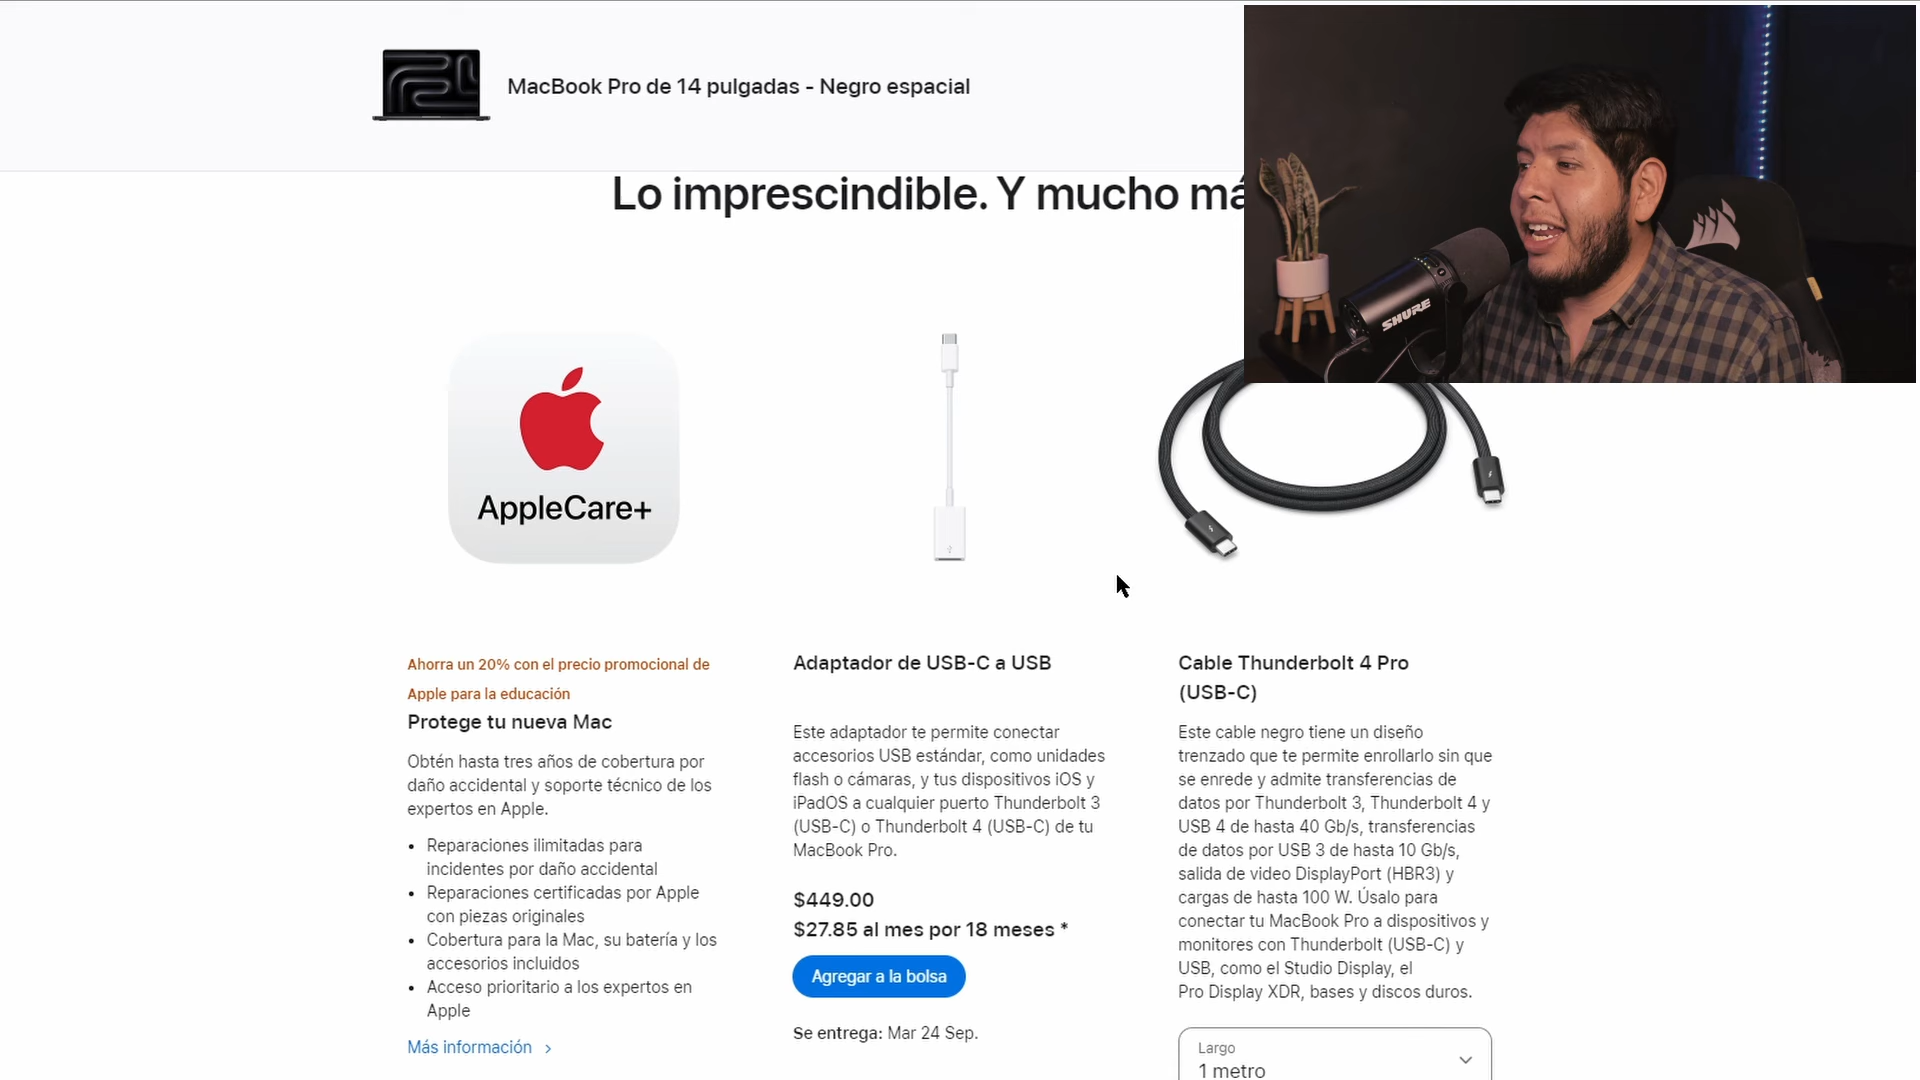 MacBook Pro de 14 pulgadas - Negro espacial
Lo imprescindible. Y mucho má
SHURE
AppleCare+
Ahorra un 20% con el precio promocional de
Apple para la educación
Protege tu nueva Mac
Obtén hasta tres años de cobertura por
daño accidental y soporte técnico de los
expertos en Apple.
• Reparaciones ilimitadas para
incidentes por daño accidental
• Reparaciones certificadas por Apple
con piezas originales
• Cobertura para la Mac, su batería y los
accesorios incluidos
• Acceso prioritario a los expertos en
Apple
Más información >
Adaptador de USB-C a USB
Este adaptador te permite conectar
accesorios USB estándar, como unidades
flash o cámaras, y tus dispositivos iOS y
iPadOS a cualquier puerto Thunderbolt 3
(USB-C) o Thunderbolt 4 (USB-C) de tu
MacBook Pro.
$449.00
$27.85 al mes por 18 meses *
Agregar a la bolsa
Se entrega: Mar 24 Sep.
Cable Thunderbolt 4 Pro
(USB-C)
Este cable negro tiene un diseño
trenzado que te permite enrollarlo sin que
se enrede y admite transferencias de
datos por Thunderbolt 3, Thunderbolt 4 y
USB 4 de hasta 40 Gb/s, transferencias
de datos por USB 3 de hasta 10 Gb/s,
salida de video DisplayPort (HBR3) y
cargas de hasta 100 W. Úsalo para
conectar tu MacBook Pro a dispositivos y
monitores con Thunderbolt (USB-C) y
USB, como el Studio Display, el
Pro Display XDR, bases y discos duros.
Largo
1 metro